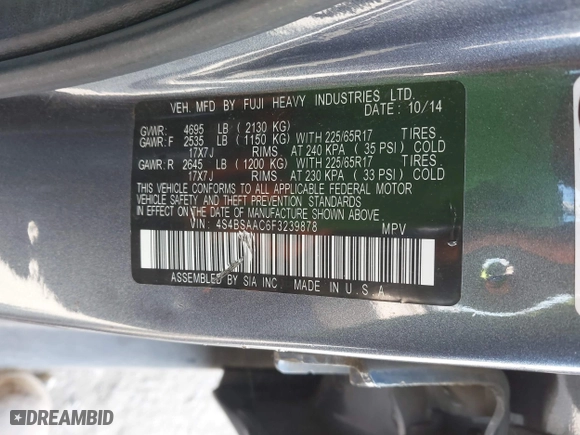 VEH. MFD BY FUJI HEAVY INDUSTRIES LTD.
DATE: 10/14
GVWR: 4695 LB (2130 KG)
GAWR:F 2535 LB (1150 KG)WITH 225/65R17 TIRES.
17X7J RIMS. AT 240 KPA (35 PSI) COLD
GAWR:R 2645 LB (1200 KG)WITH 225/65R17 TIRES.
17X7J RIMS. AT 230 KPA (33 PSI) COLD
THIS VEHICLE CONFORMS TO ALL APPLICABLE FEDERAL MOTOR
VEHICLE SAFETY AND THEFT PREVENTION STANDARDS
IN EFFECT ON THE DATE OF MANUFACTURE SHOWN ABOVE.
VIN: 4S4BSAAC6F3239878 MPV
ASSEMBLED BY SIA INC. MADE IN U.S.A
DREAMBID